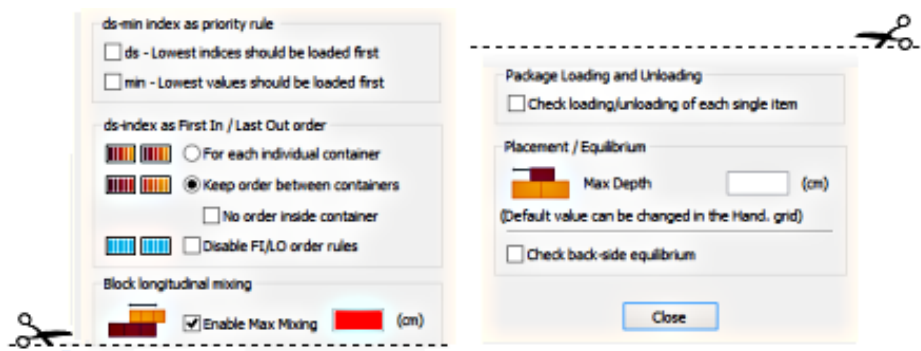 ds-min index as priority rule
ds - Lowest indices should be loaded first
min - Lowest values should be loaded first
ds-index as First In / Last Out order
For each individual container
Keep order between containers
No order inside container
Disable FI/LO order rules
Block longitudinal mixing
Enable Max Mixing (cm)
Package Loading and Unloading
Check loading/unloading of each single item
Placement / Equilibrium
Max Depth (cm)
(Default value can be changed in the Hand. grid)
Check back-side equilibrium
Close